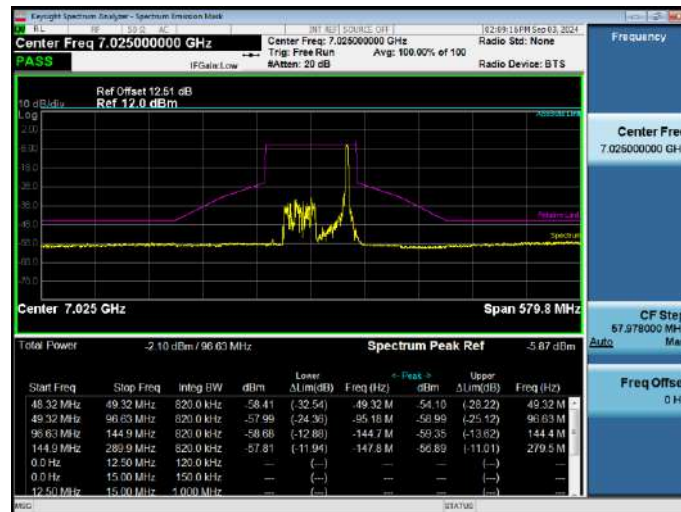 Keysight Spectrum Analyzer - Spectrum Emission Mask
RL RF 50 Ω AC INT REF SOURCE OFF 02:09:16 PM Sep 03, 2024
Center Freq 7.025000000 GHz Center Freq: 7.025000000 GHz Radio Std: None Frequency
PASS Trig: Free Run Avg: 100.00% of 100
IFGain:Low #Atten: 20 dB Radio Device: BTS
Ref Offset 12.51 dB
10 dB/div Ref 12.0 dBm
Log Absolute Limit
2.00
Center Freq
7.025000000 GHz
Relative Limit
Spectrum
Center 7.025 GHz Span 579.8 MHz
CF Step
57.978000 MHz
Auto Man
Total Power -2.10 dBm / 96.63 MHz Spectrum Peak Ref -5.87 dBm
Lower <- Peak -> Upper
Start Freq Stop Freq Integ BW dBm ΔLim(dB) Freq (Hz) dBm ΔLim(dB) Freq (Hz)
Freq Offset
0 Hz
48.32 MHz 49.32 MHz 820.0 kHz -58.41 (-32.54) -49.32 M -54.10 (-28.22) 49.32 M
49.32 MHz 96.63 MHz 820.0 kHz -57.99 (-24.36) -95.18 M -58.99 (-25.12) 96.63 M
96.63 MHz 144.9 MHz 820.0 kHz -58.68 (-12.88) -144.7 M -59.35 (-13.62) 144.4 M
144.9 MHz 289.9 MHz 820.0 kHz -57.81 (-11.94) -147.8 M -56.89 (-11.01) 279.5 M
0.0 Hz 12.50 MHz 120.0 kHz --- (---) --- (---)
0.0 Hz 15.00 MHz 150.0 kHz --- (---) --- (---)
12.50 MHz 15.00 MHz 1.000 MHz --- (---) --- (---)
MSG STATUS